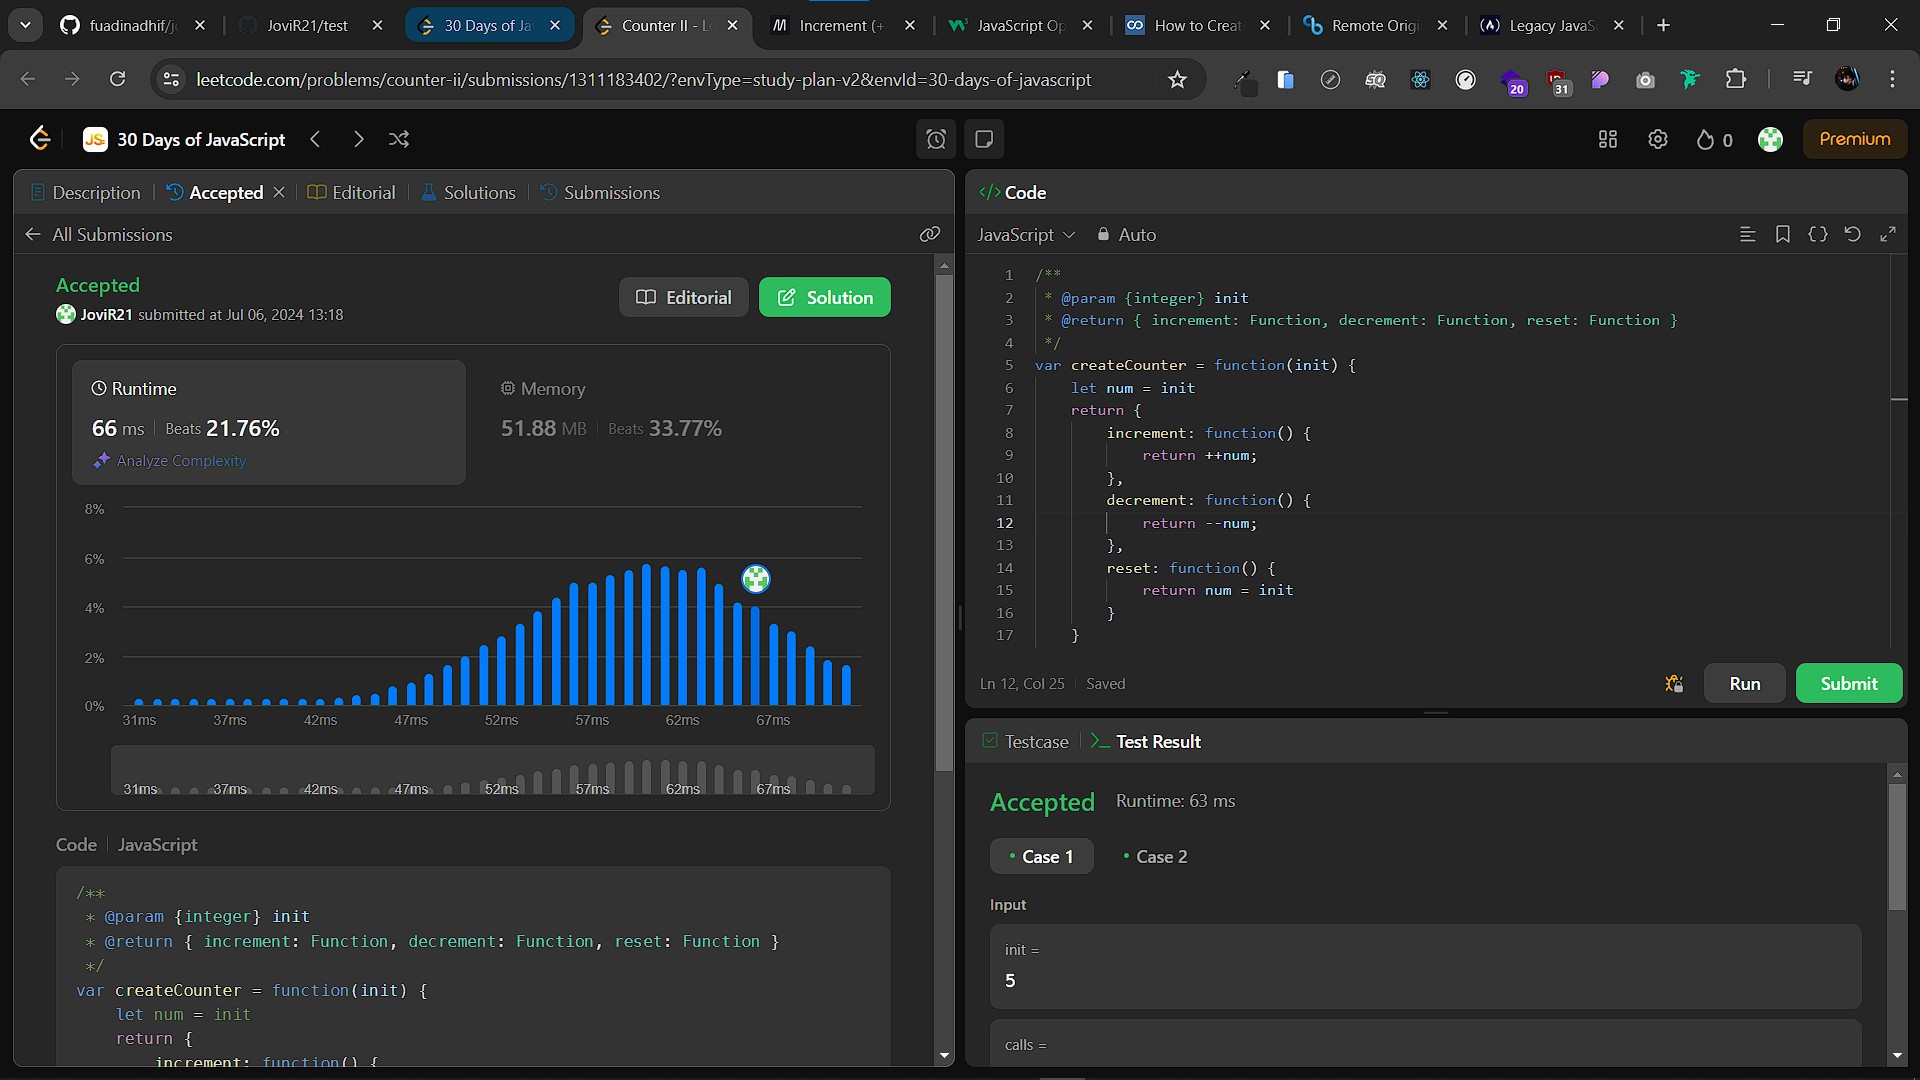 fuadinadhif/j
JoviR21/test
30 Days of Ja
Counter II - L
Increment (+
JavaScript Op
How to Create
Remote Origi
Legacy JavaS
leetcode.com/problems/counter-ii/submissions/1311183402/?envType=study-plan-v2&envId=30-days-of-javascript
20
31
JS
30 Days of JavaScript
0
Premium
Description
Accepted
Editorial
Solutions
Submissions
All Submissions
Accepted
JoviR21 submitted at Jul 06, 2024 13:18
Editorial
Solution
Runtime
66 ms
Beats 21.76%
Analyze Complexity
Memory
51.88 MB
Beats 33.77%
8%
6%
4%
2%
0%
31ms 37ms 42ms 47ms 52ms 57ms 62ms 67ms
31ms 37ms 42ms 47ms 52ms 57ms 62ms 67ms
Code
JavaScript
/**
* @param {integer} init
* @return { increment: Function, decrement: Function, reset: Function }
*/
var createCounter = function(init) {
let num = init
return {
increment: function() {
</> Code
JavaScript
Auto
1 /**
2 * @param {integer} init
3 * @return { increment: Function, decrement: Function, reset: Function }
4 */
5 var createCounter = function(init) {
6 let num = init
7 return {
8 increment: function() {
9 return ++num;
10 },
11 decrement: function() {
12 return --num;
13 },
14 reset: function() {
15 return num = init
16 }
17 }
Ln 12, Col 25
Saved
Run
Submit
Testcase
Test Result
Accepted
Runtime: 63 ms
Case 1
Case 2
Input
init =
5
calls =